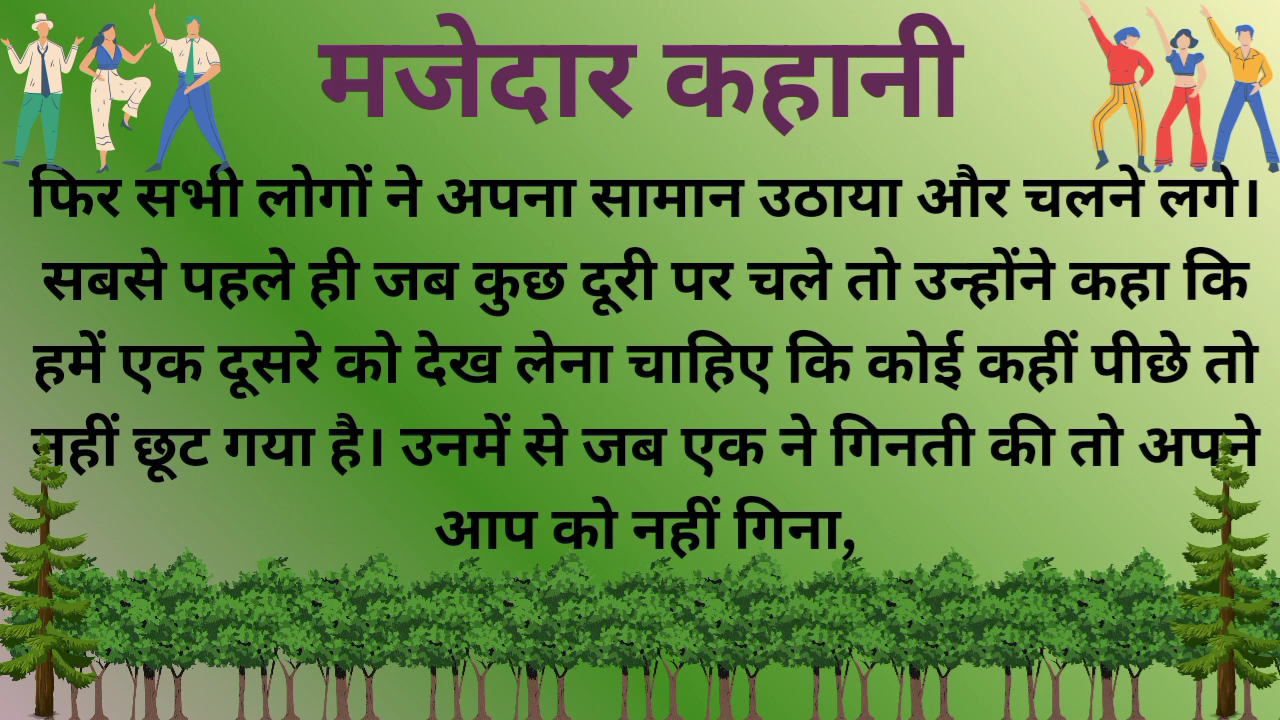 मजेदार कहानी
फिर सभी लोगों ने अपना सामान उठाया और चलने लगे।
सबसे पहले ही जब कुछ दूरी पर चले तो उन्होंने कहा कि
हमें एक दूसरे को देख लेना चाहिए कि कोई कहीं पीछे तो
नहीं छूट गया है। उनमें से जब एक ने गिनती की तो अपने
आप को नहीं गिना,